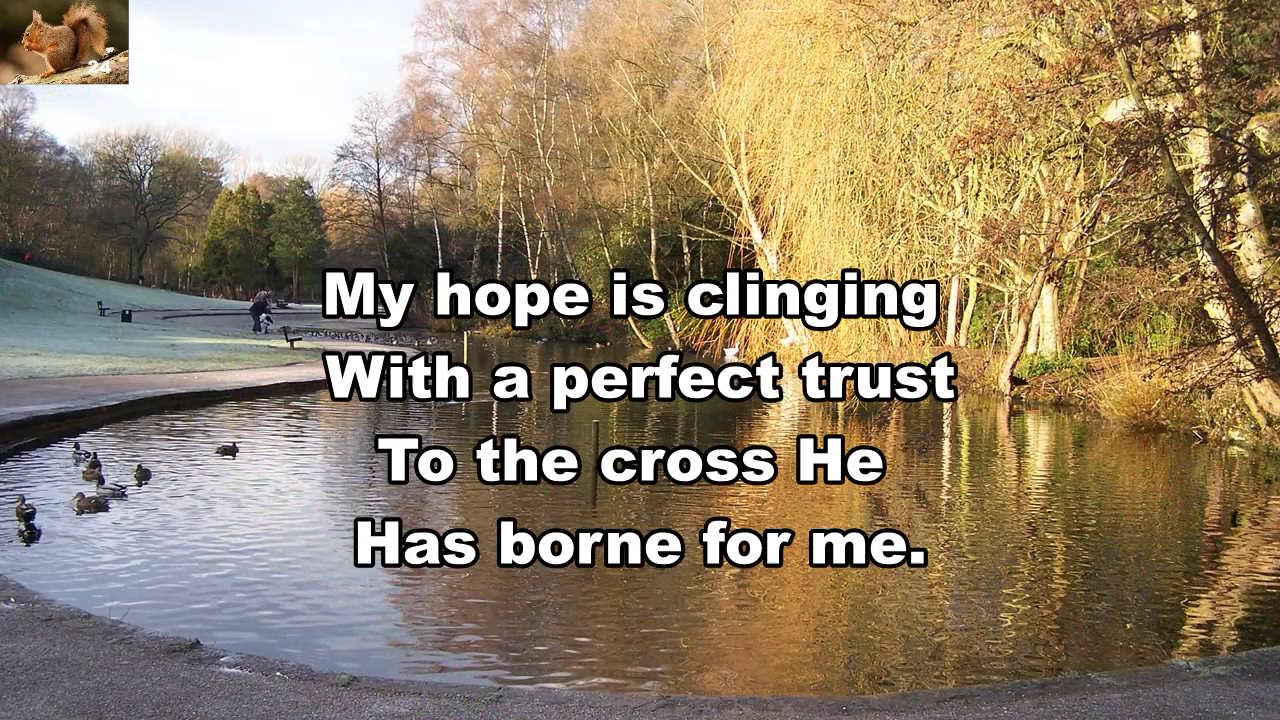 24
My hope is clinging
With a perfect trust
To the cross He
Has borne for me.